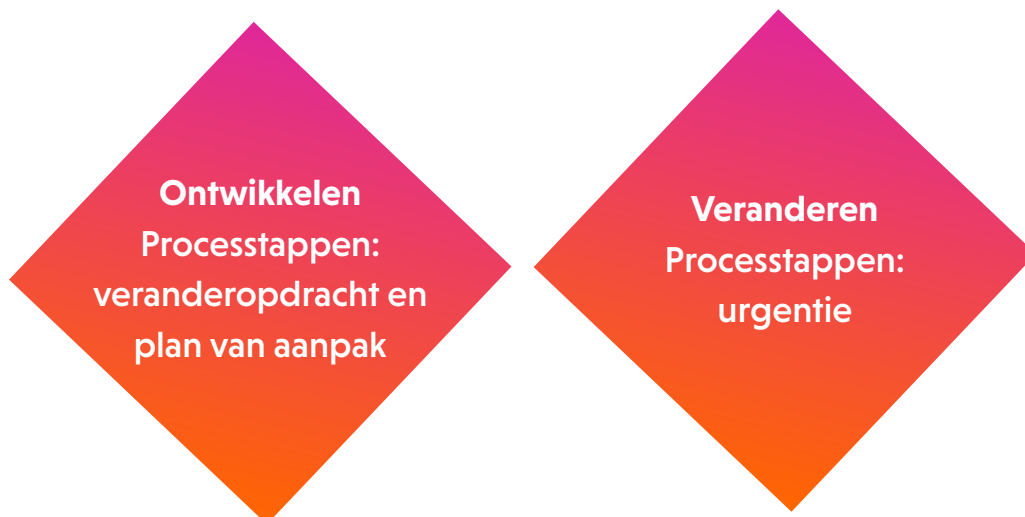 Ontwikkelen
Processtappen:
veranderopdracht en
plan van aanpak
Veranderen
Processtappen:
urgentie